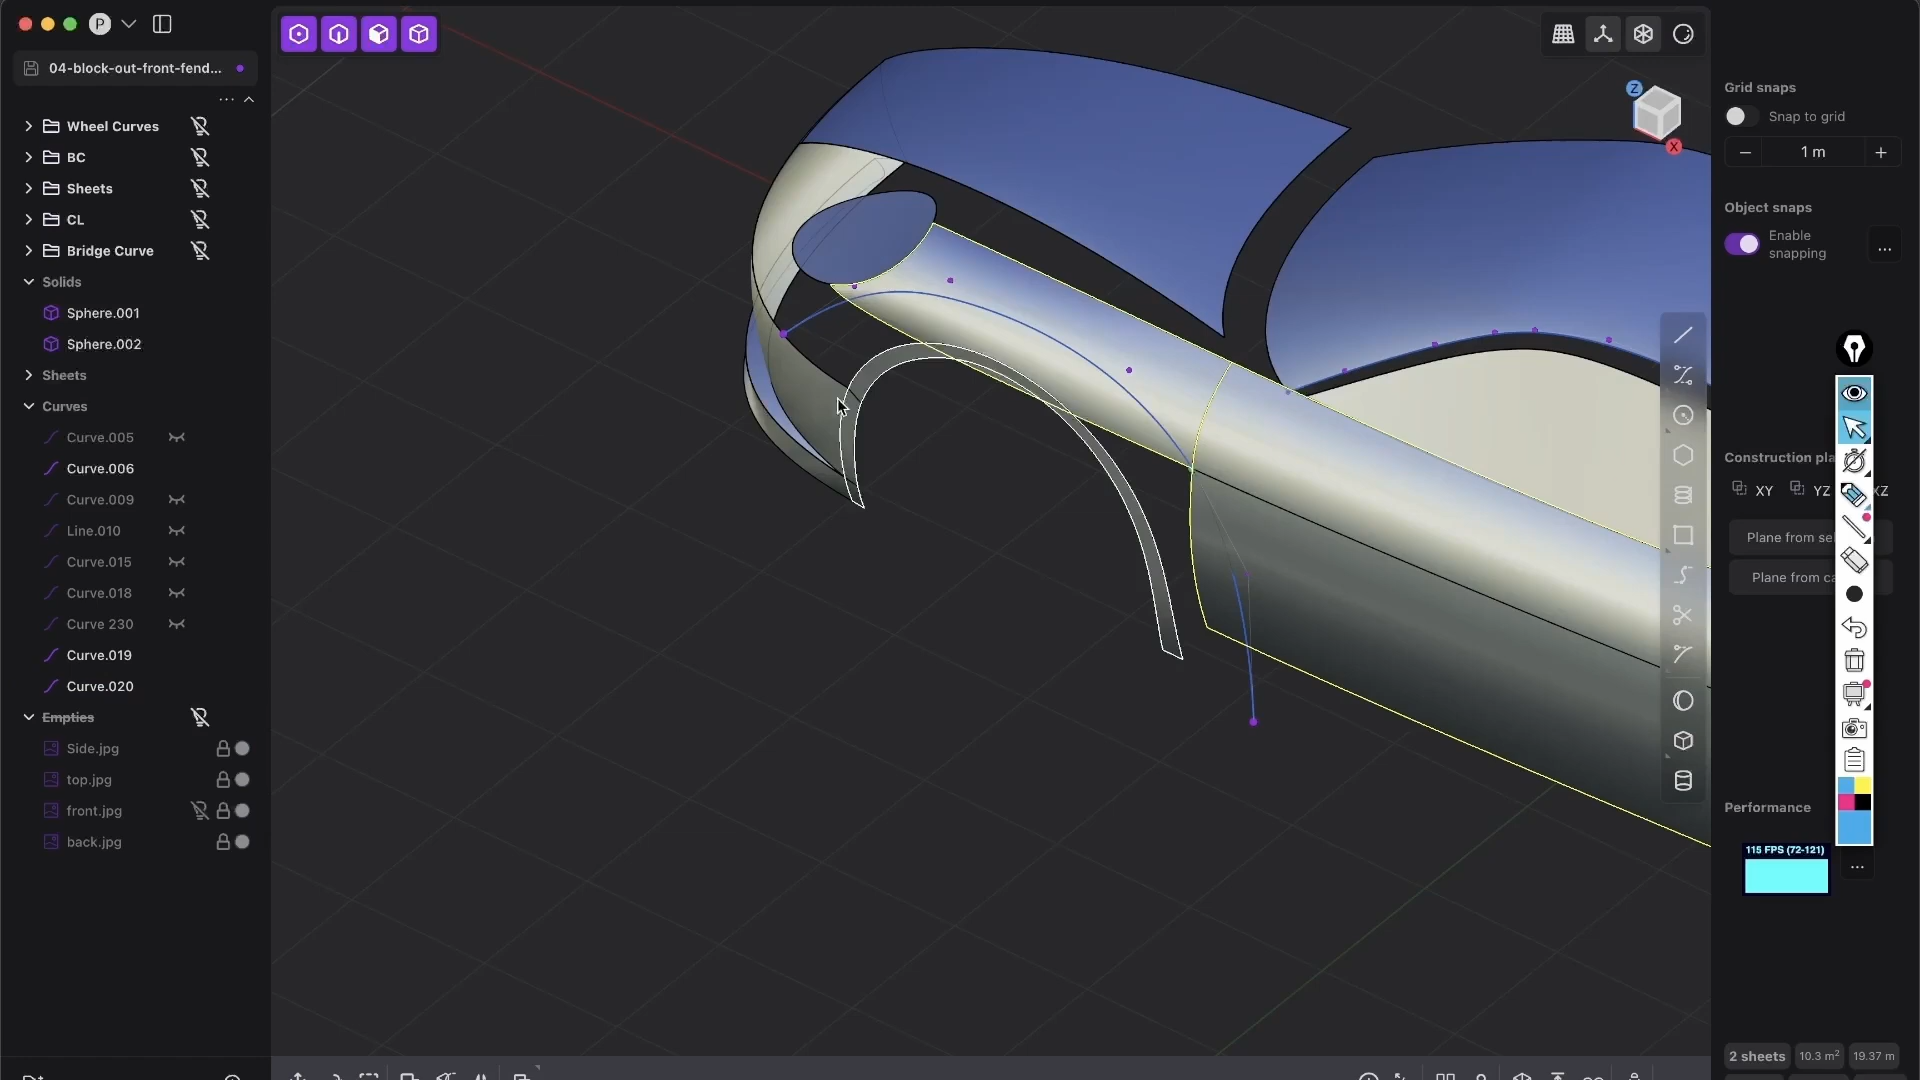 P
04-block-out-front-fend...
Wheel Curves
BC
Sheets
CL
Bridge Curve
Solids
Sphere.001
Sphere.002
Sheets
Curves
Curve.005
Curve.006
Curve.009
Line.010
Curve.015
Curve.018
Curve 230
Curve.019
Curve.020
Empties
Side.jpg
top.jpg
front.jpg
back.jpg
Z
X
Grid snaps
Snap to grid
1 m
Object snaps
Enable
snapping
Construction pla
XY YZ XZ
Plane from se
Plane from ca
Performance
115 FPS (72-121)
2 sheets 10.3 m² 19.37 m